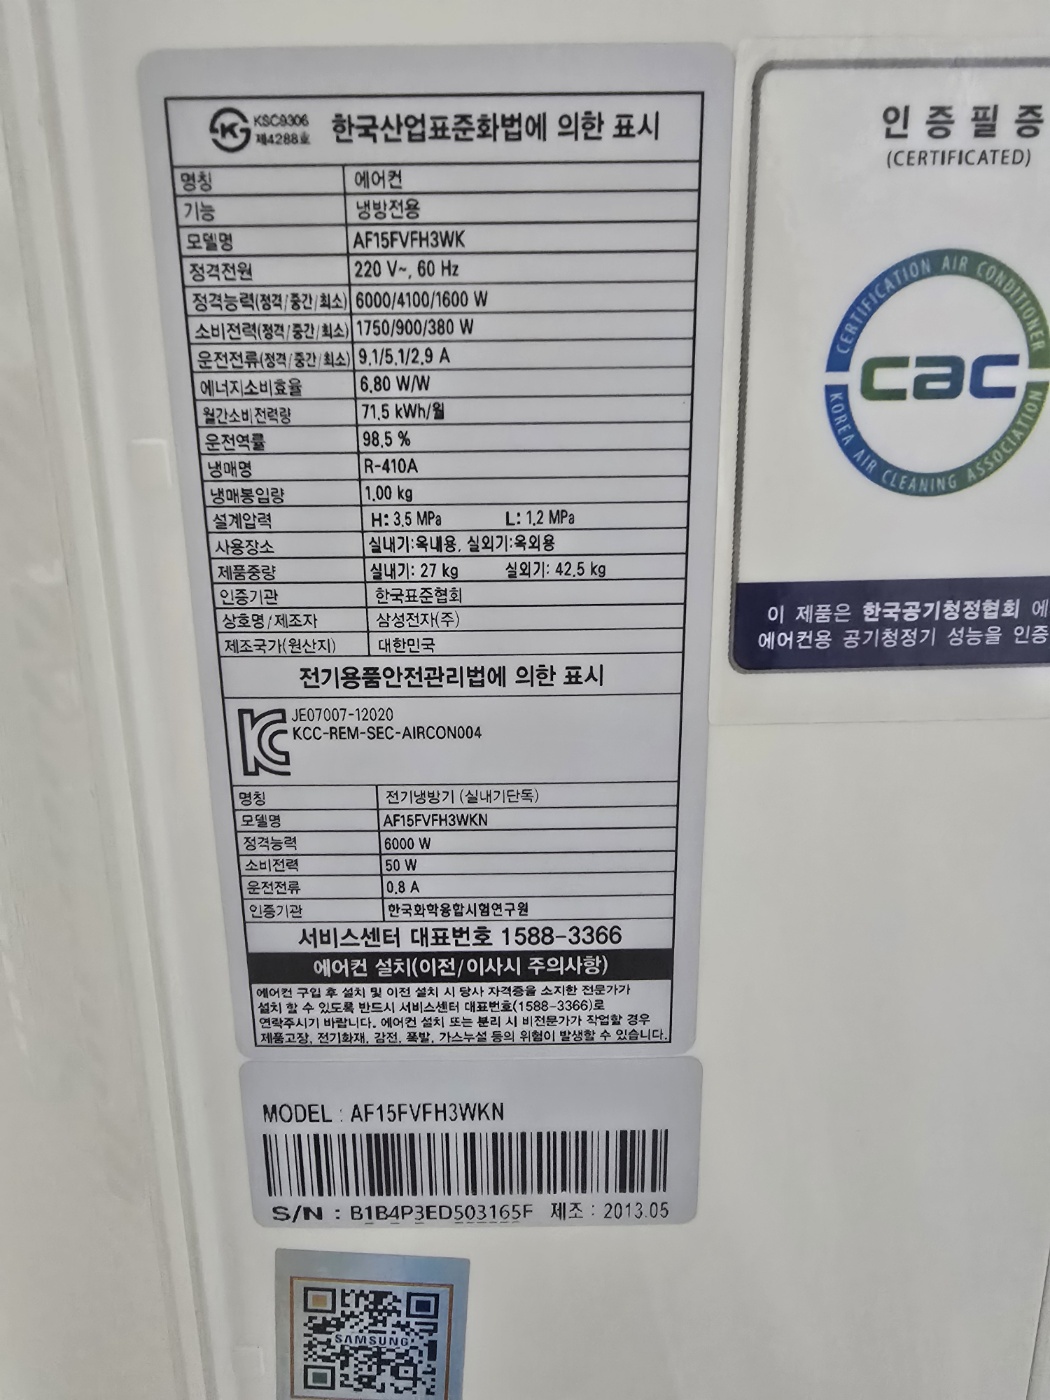 KSC9306
제4288호
한국산업표준화법에 의한 표시
명칭 에어컨
기능 냉방전용
모델명 AF15FVFH3WK
정격전원 220 V~, 60 Hz
정격능력(정격/중간/최소) 6000/4100/1600 W
소비전력(정격/중간/최소) 1750/900/380 W
운전전류(정격/중간/최소) 9.1/5.1/2.9 A
에너지소비효율 6.80 W/W
월간소비전력량 71.5 kWh/월
운전역률 98.5 %
냉매명 R-410A
냉매봉입량 1.00 kg
설계압력 H: 3.5 MPa L: 1.2 MPa
사용장소 실내기:옥내용, 실외기:옥외용
제품중량 실내기: 27 kg 실외기: 42.5 kg
인증기관 한국표준협회
상호명/제조자 삼성전자(주)
제조국가(원산지) 대한민국
전기용품안전관리법에 의한 표시
JE07007-12020
KCC-REM-SEC-AIRCON004
명칭 전기냉방기 (실내기단독)
모델명 AF15FVFH3WKN
정격능력 6000 W
소비전력 50 W
운전전류 0.8 A
인증기관 한국화학융합시험연구원
서비스센터 대표번호 1588-3366
에어컨 설치(이전/이사시 주의사항)
에어컨 구입 후 설치 및 이전 설치 시 당사 자격증을 소지한 전문가가
설치 할 수 있도록 반드시 서비스센터 대표번호(1588-3366)로
연락주시기 바랍니다. 에어컨 설치 또는 분리 시 비전문가가 작업할 경우
제품고장, 전기화재, 감전, 폭발, 가스누설 등의 위험이 발생할 수 있습니다.
MODEL : AF15FVFH3WKN
S/N : B1B4P3ED503165F 제조 : 2013.05
SAMSUNG
인증필증
(CERTIFICATED)
CERTIFICATION AIR CONDITIONER
cac
KOREA AIR CLEANING ASSOCIATION
이 제품은 한국공기청정협회 에
에어컨용 공기청정기 성능을 인증